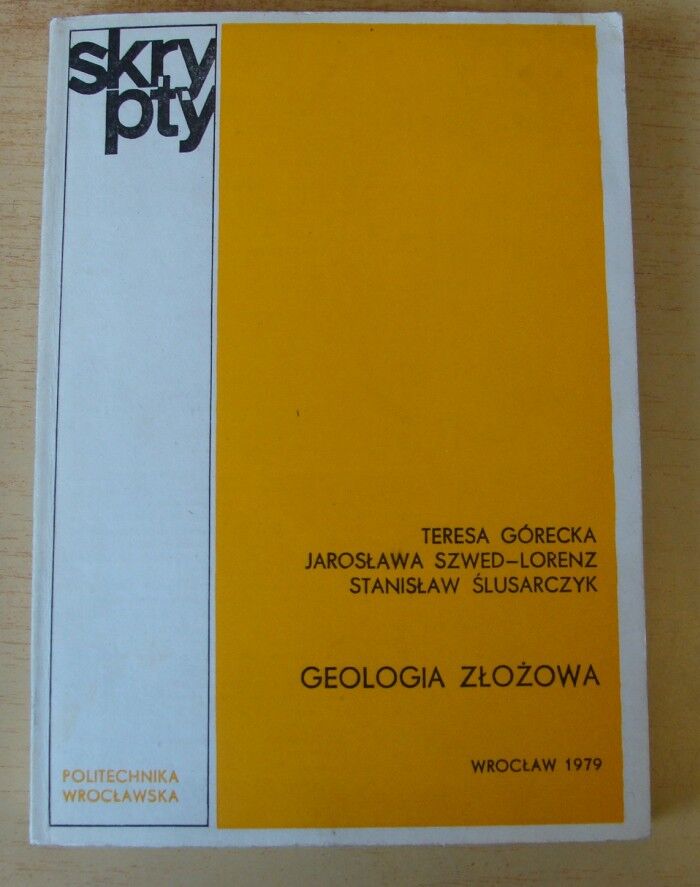 skry
pty
TERESA GÓRECKA
JAROSŁAWA SZWED–LORENZ
STANISŁAW ŚLUSARCZYK
GEOLOGIA ZŁOŻOWA
WROCŁAW 1979
POLITECHNIKA
WROCŁAWSKA